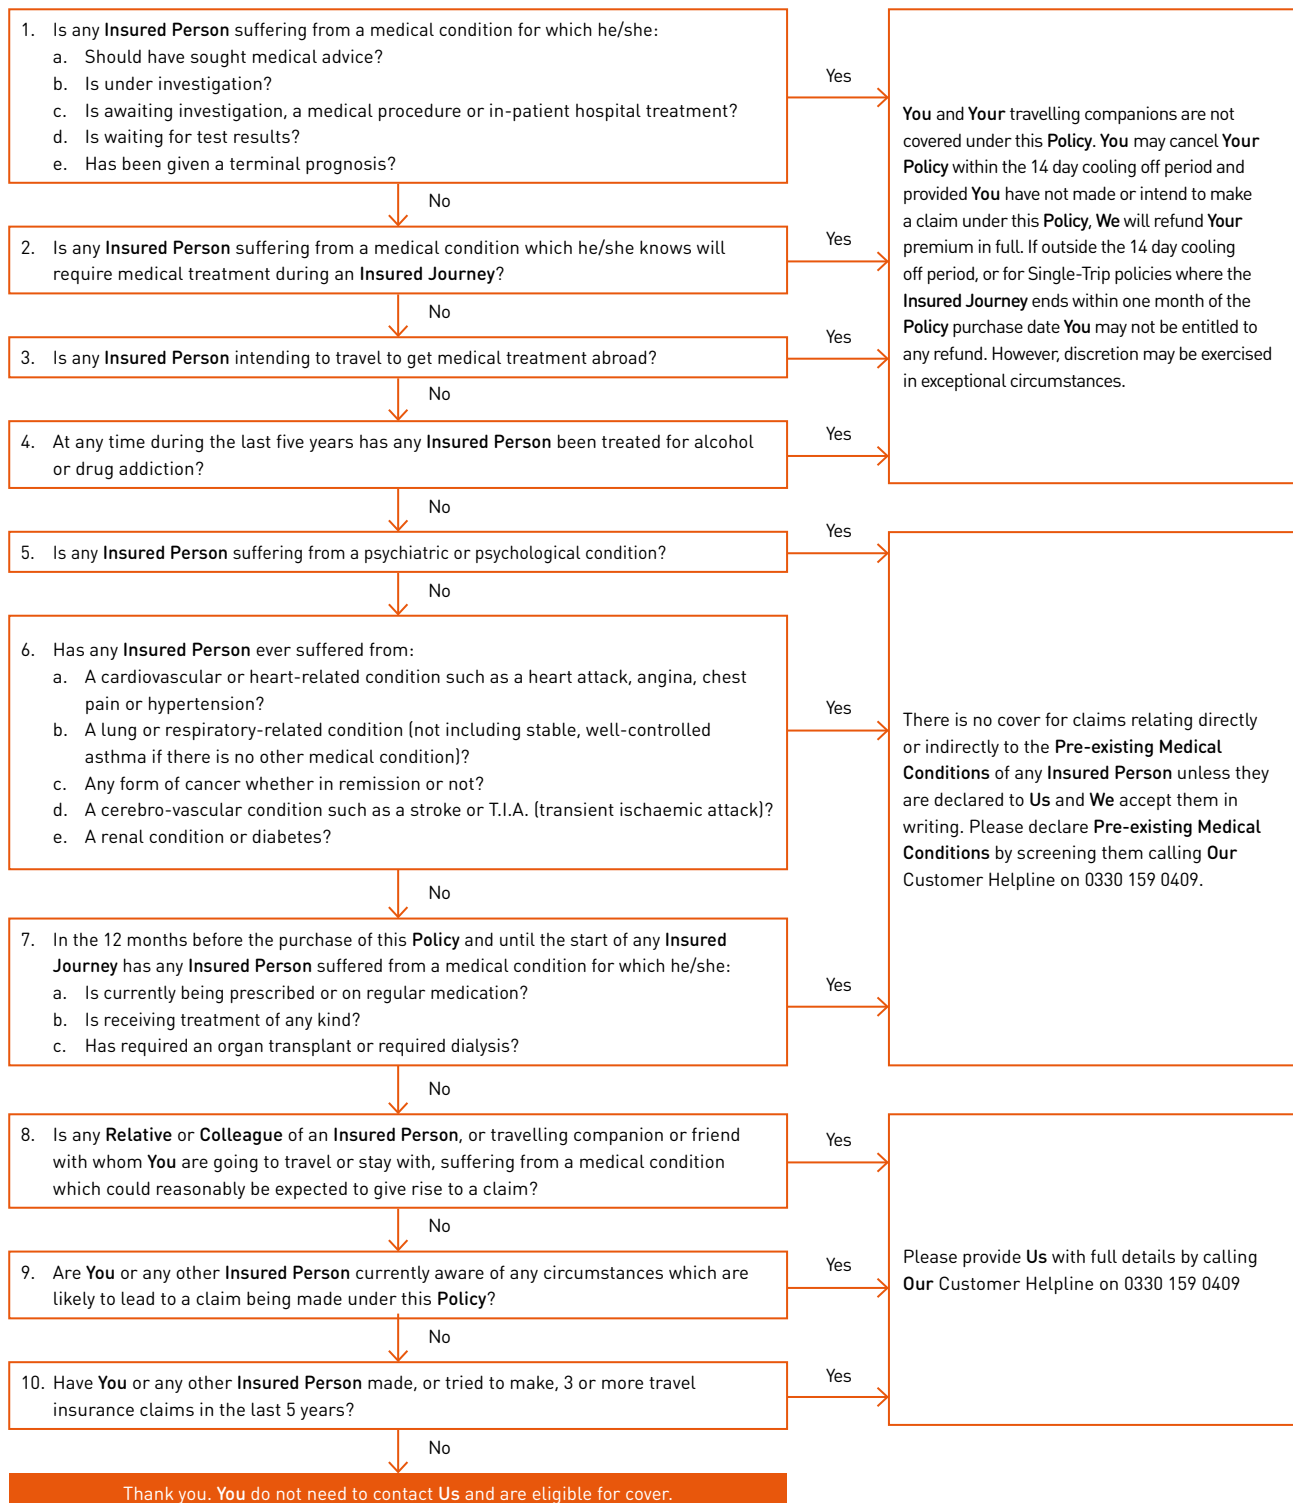 1. Is any Insured Person suffering from a medical condition for which he/she:
a. Should have sought medical advice?
b. Is under investigation?
c. Is awaiting investigation, a medical procedure or in-patient hospital treatment?
d. Is waiting for test results?
e. Has been given a terminal prognosis?
Yes
No
2. Is any Insured Person suffering from a medical condition which he/she knows will
require medical treatment during an Insured Journey?
Yes
No
3. Is any Insured Person intending to travel to get medical treatment abroad?
Yes
No
4. At any time during the last five years has any Insured Person been treated for alcohol
or drug addiction?
Yes
You and Your travelling companions are not
covered under this Policy. You may cancel Your
Policy within the 14 day cooling off period and
provided You have not made or intend to make
a claim under this Policy, We will refund Your
premium in full. If outside the 14 day cooling
off period, or for Single-Trip policies where the
Insured Journey ends within one month of the
Policy purchase date You may not be entitled to
any refund. However, discretion may be exercised
in exceptional circumstances.
No
5. Is any Insured Person suffering from a psychiatric or psychological condition?
Yes
No
6. Has any Insured Person ever suffered from:
a. A cardiovascular or heart-related condition such as a heart attack, angina, chest
pain or hypertension?
b. A lung or respiratory-related condition (not including stable, well-controlled
asthma if there is no other medical condition)?
c. Any form of cancer whether in remission or not?
d. A cerebro-vascular condition such as a stroke or T.I.A. (transient ischaemic attack)?
e. A renal condition or diabetes?
Yes
No
7. In the 12 months before the purchase of this Policy and until the start of any Insured
Journey has any Insured Person suffered from a medical condition for which he/she:
a. Is currently being prescribed or on regular medication?
b. Is receiving treatment of any kind?
c. Has required an organ transplant or required dialysis?
Yes
There is no cover for claims relating directly
or indirectly to the Pre-existing Medical
Conditions of any Insured Person unless they
are declared to Us and We accept them in
writing. Please declare Pre-existing Medical
Conditions by screening them calling Our
Customer Helpline on 0330 159 0409.
No
8. Is any Relative or Colleague of an Insured Person, or travelling companion or friend
with whom You are going to travel or stay with, suffering from a medical condition
which could reasonably be expected to give rise to a claim?
Yes
No
9. Are You or any other Insured Person currently aware of any circumstances which are
likely to lead to a claim being made under this Policy?
Yes
No
10. Have You or any other Insured Person made, or tried to make, 3 or more travel
insurance claims in the last 5 years?
Yes
Please provide Us with full details by calling
Our Customer Helpline on 0330 159 0409
No
Thank you. You do not need to contact Us and are eligible for cover.